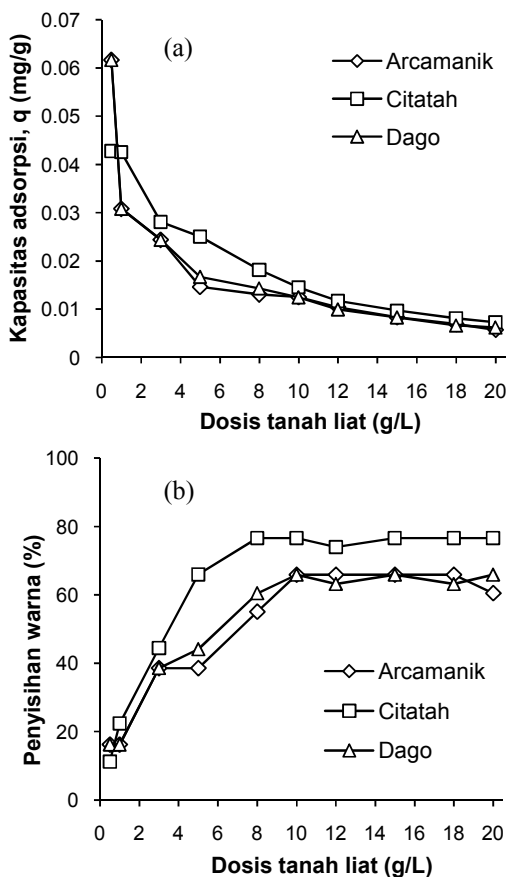 (a)
Kapasitas adsorpsi, q (mg/g)
0.07
0.06
0.05
0.04
0.03
0.02
0.01
0
Arcamanik
Citatah
Dago
0 2 4 6 8 10 12 14 16 18 20
Dosis tanah liat (g/L)
(b)
Penyisihan warna (%)
100
80
60
40
20
0
Arcamanik
Citatah
Dago
0 2 4 6 8 10 12 14 16 18 20
Dosis tanah liat (g/L)